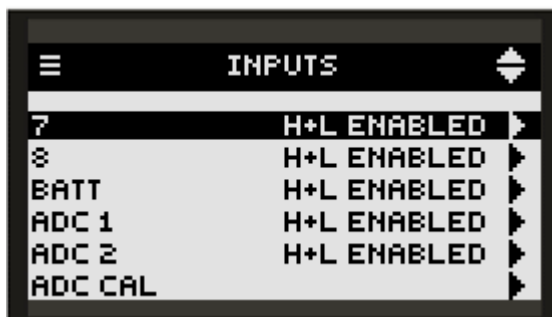 INPUTS
7 H+L ENABLED
8 H+L ENABLED
BATT H+L ENABLED
ADC 1 H+L ENABLED
ADC 2 H+L ENABLED
ADC CAL